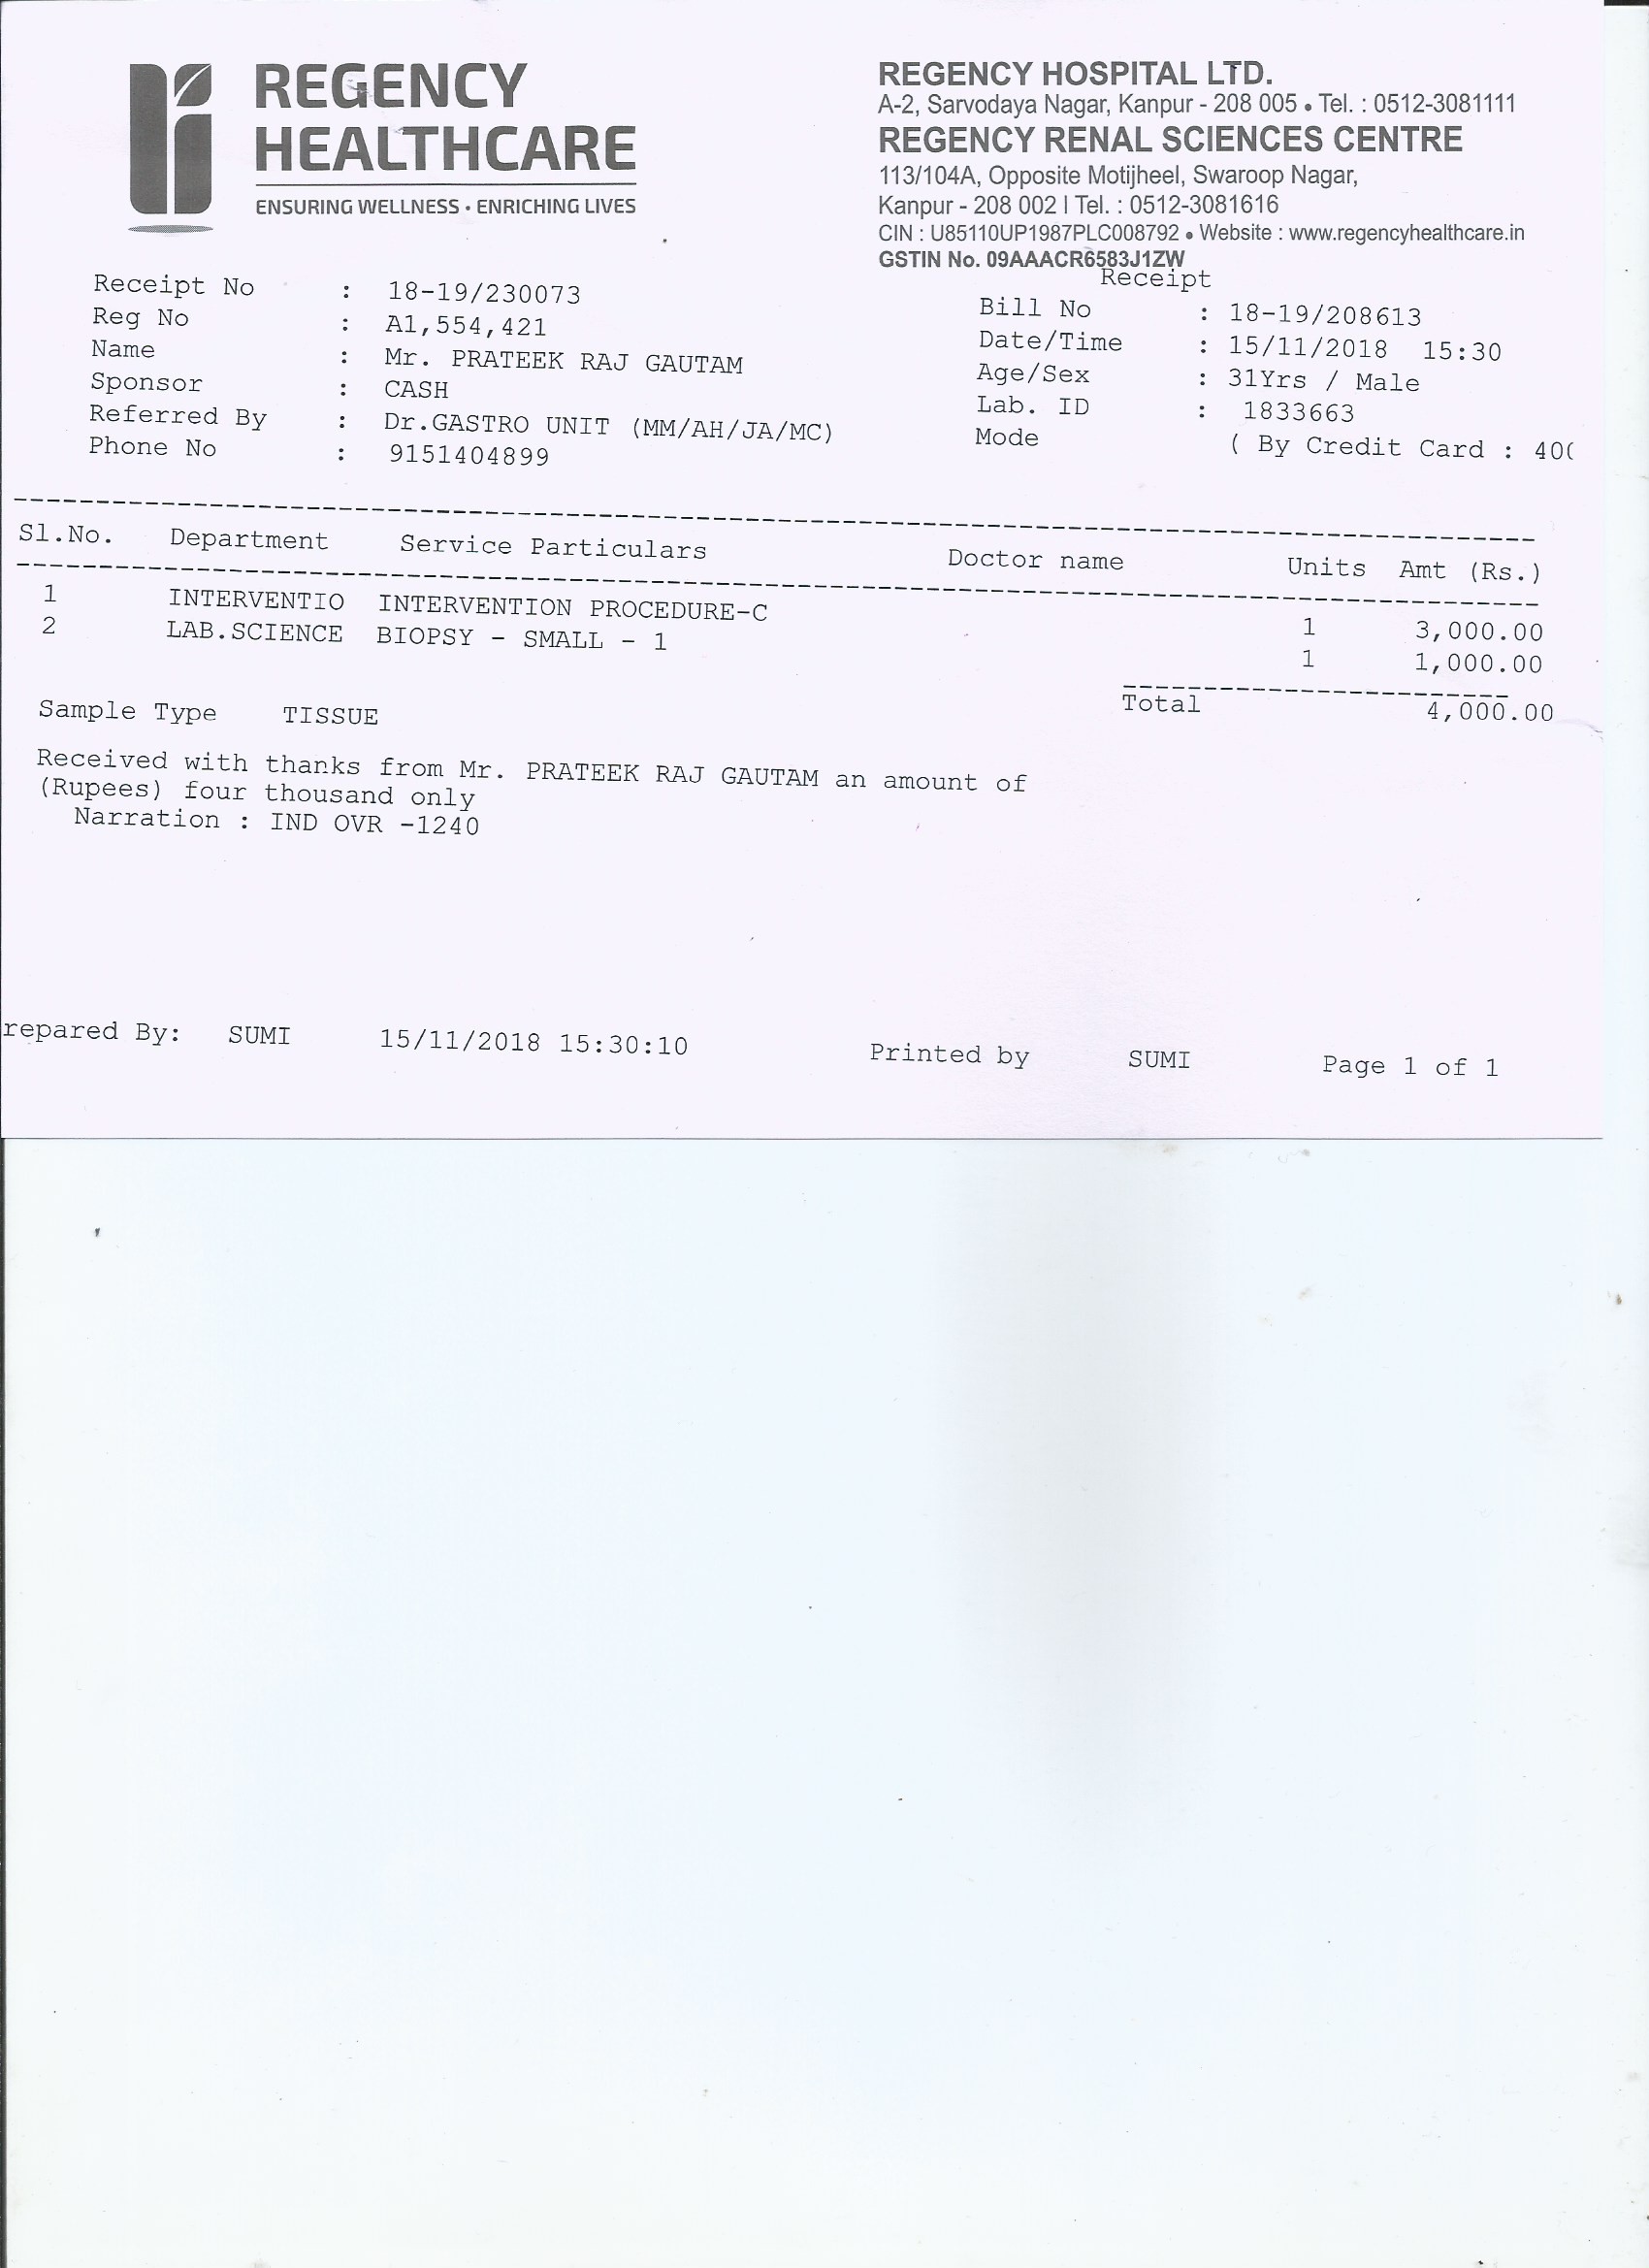 REGENCY
HEALTHCARE
ENSURING WELLNESS • ENRICHING LIVES
REGENCY HOSPITAL LTD.
A-2, Sarvodaya Nagar, Kanpur - 208 005 • Tel. : 0512-3081111
REGENCY RENAL SCIENCES CENTRE
113/104A, Opposite Motijheel, Swaroop Nagar,
Kanpur - 208 002 I Tel. : 0512-3081616
CIN : U85110UP1987PLC008792 • Website : www.regencyhealthcare.in
GSTIN No. 09AAACR6583J1ZW
Receipt
Receipt No : 18-19/230073
Reg No : A1,554,421
Name : Mr. PRATEEK RAJ GAUTAM
Sponsor : CASH
Referred By : Dr.GASTRO UNIT (MM/AH/JA/MC)
Phone No : 9151404899
Bill No : 18-19/208613
Date/Time : 15/11/2018 15:30
Age/Sex : 31Yrs / Male
Lab. ID : 1833663
Mode ( By Credit Card : 40(
Sl.No. Department Service Particulars Doctor name Units Amt (Rs.)
1 INTERVENTIO INTERVENTION PROCEDURE-C 1 3,000.00
2 LAB.SCIENCE BIOPSY - SMALL - 1 1 1,000.00
Total 4,000.00
Sample Type TISSUE
Received with thanks from Mr. PRATEEK RAJ GAUTAM an amount of
(Rupees) four thousand only
Narration : IND OVR -1240
repared By: SUMI 15/11/2018 15:30:10 Printed by SUMI Page 1 of 1